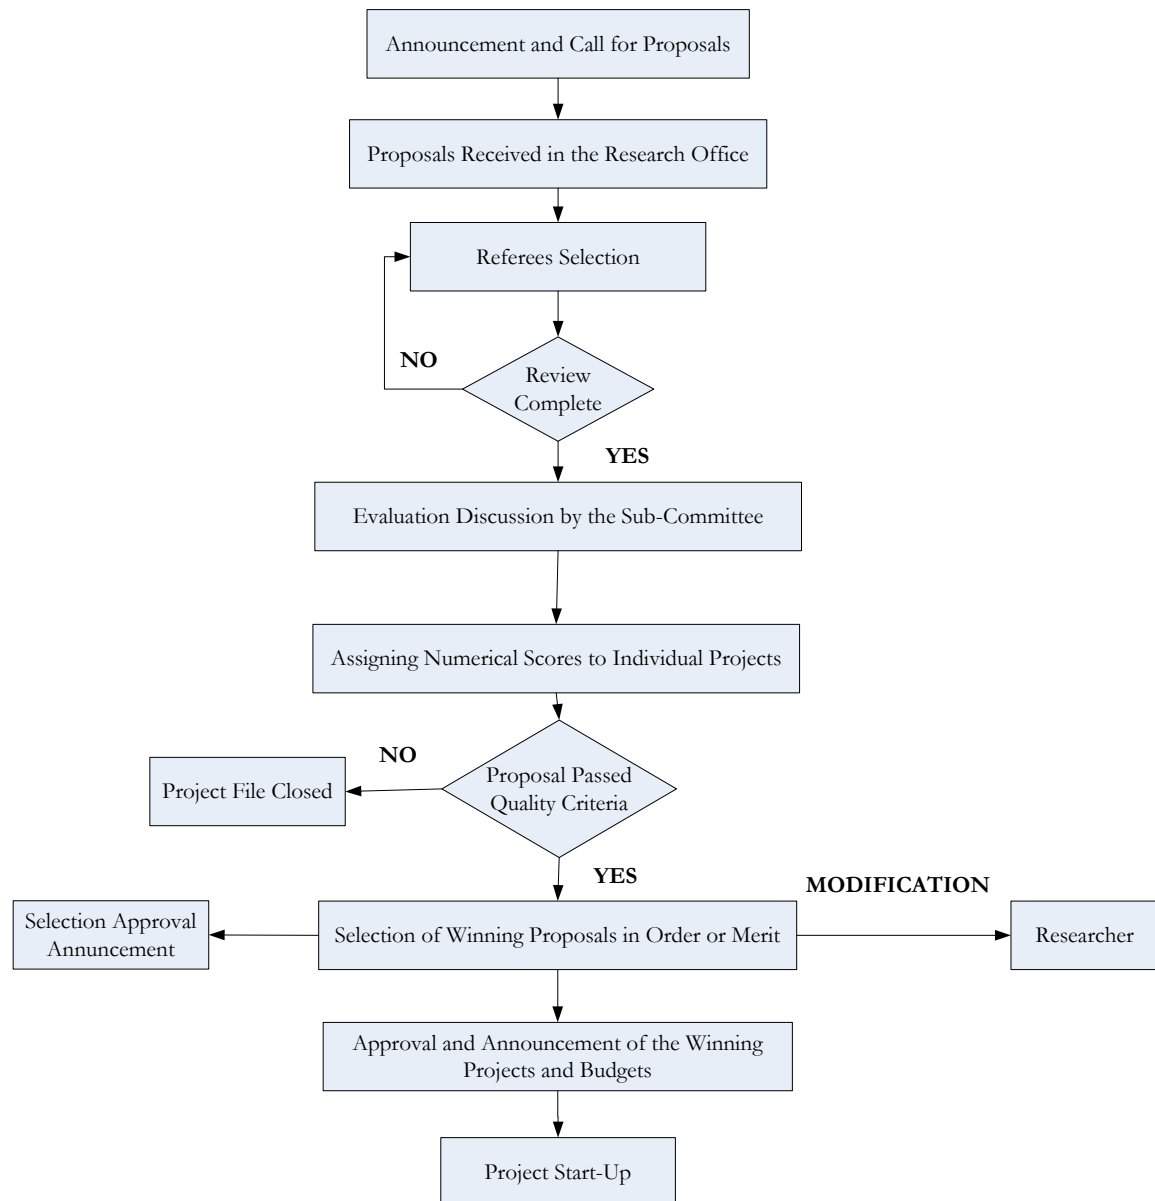 Announcement and Call for Proposals
Proposals Received in the Research Office
Referees Selection
NO
Review
Complete
YES
Evaluation Discussion by the Sub-Committee
Assigning Numerical Scores to Individual Projects
NO
Project File Closed
Proposal Passed
Quality Criteria
YES
MODIFICATION
Selection Approval
Annuncement
Selection of Winning Proposals in Order or Merit
Researcher
Approval and Announcement of the Winning
Projects and Budgets
Project Start-Up